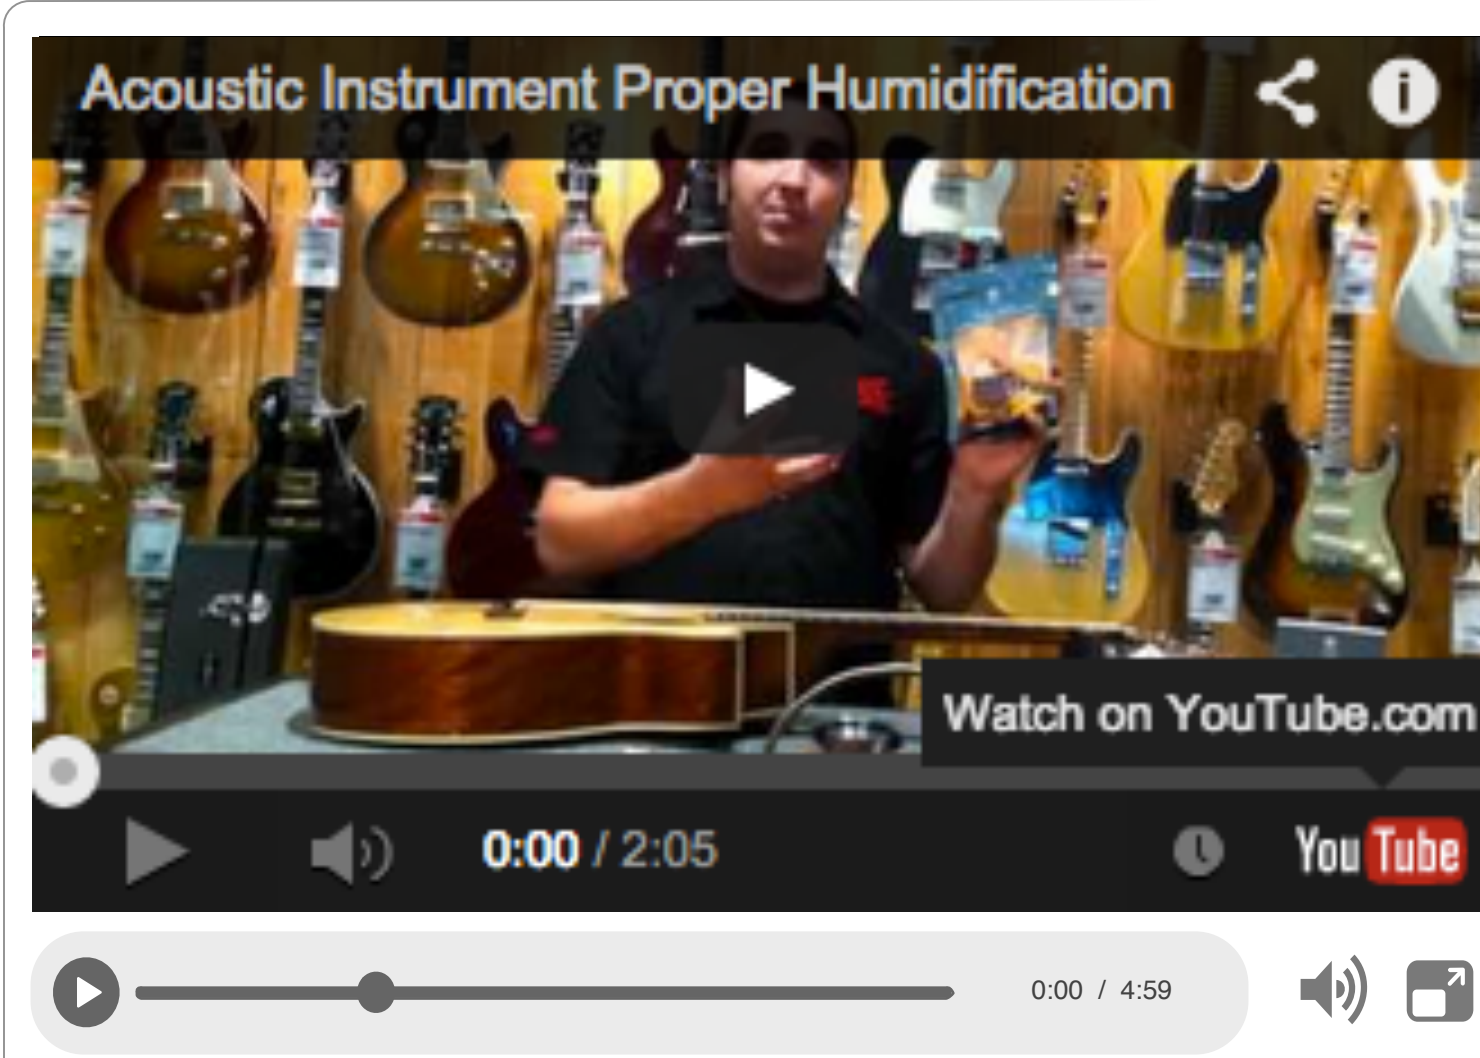 Acoustic Instrument Proper Humidification
Watch on YouTube.com
0:00 / 2:05
YouTube
0:00 / 4:59